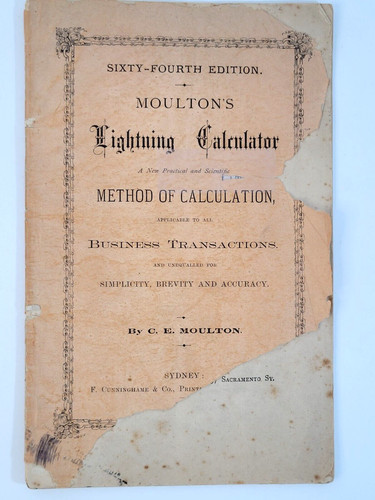 SIXTY-FOURTH EDITION.
MOULTON'S
Lightning Calculator
A New Practical and Scientific
METHOD OF CALCULATION,
APPLICABLE TO ALL
BUSINESS TRANSACTIONS,
AND UNEQUALLED FOR
SIMPLICITY, BREVITY AND ACCURACY.
By C. E. MOULTON.
SYDNEY:
SACRAMENTO ST.
F. CUNNINGHAME & CO.,